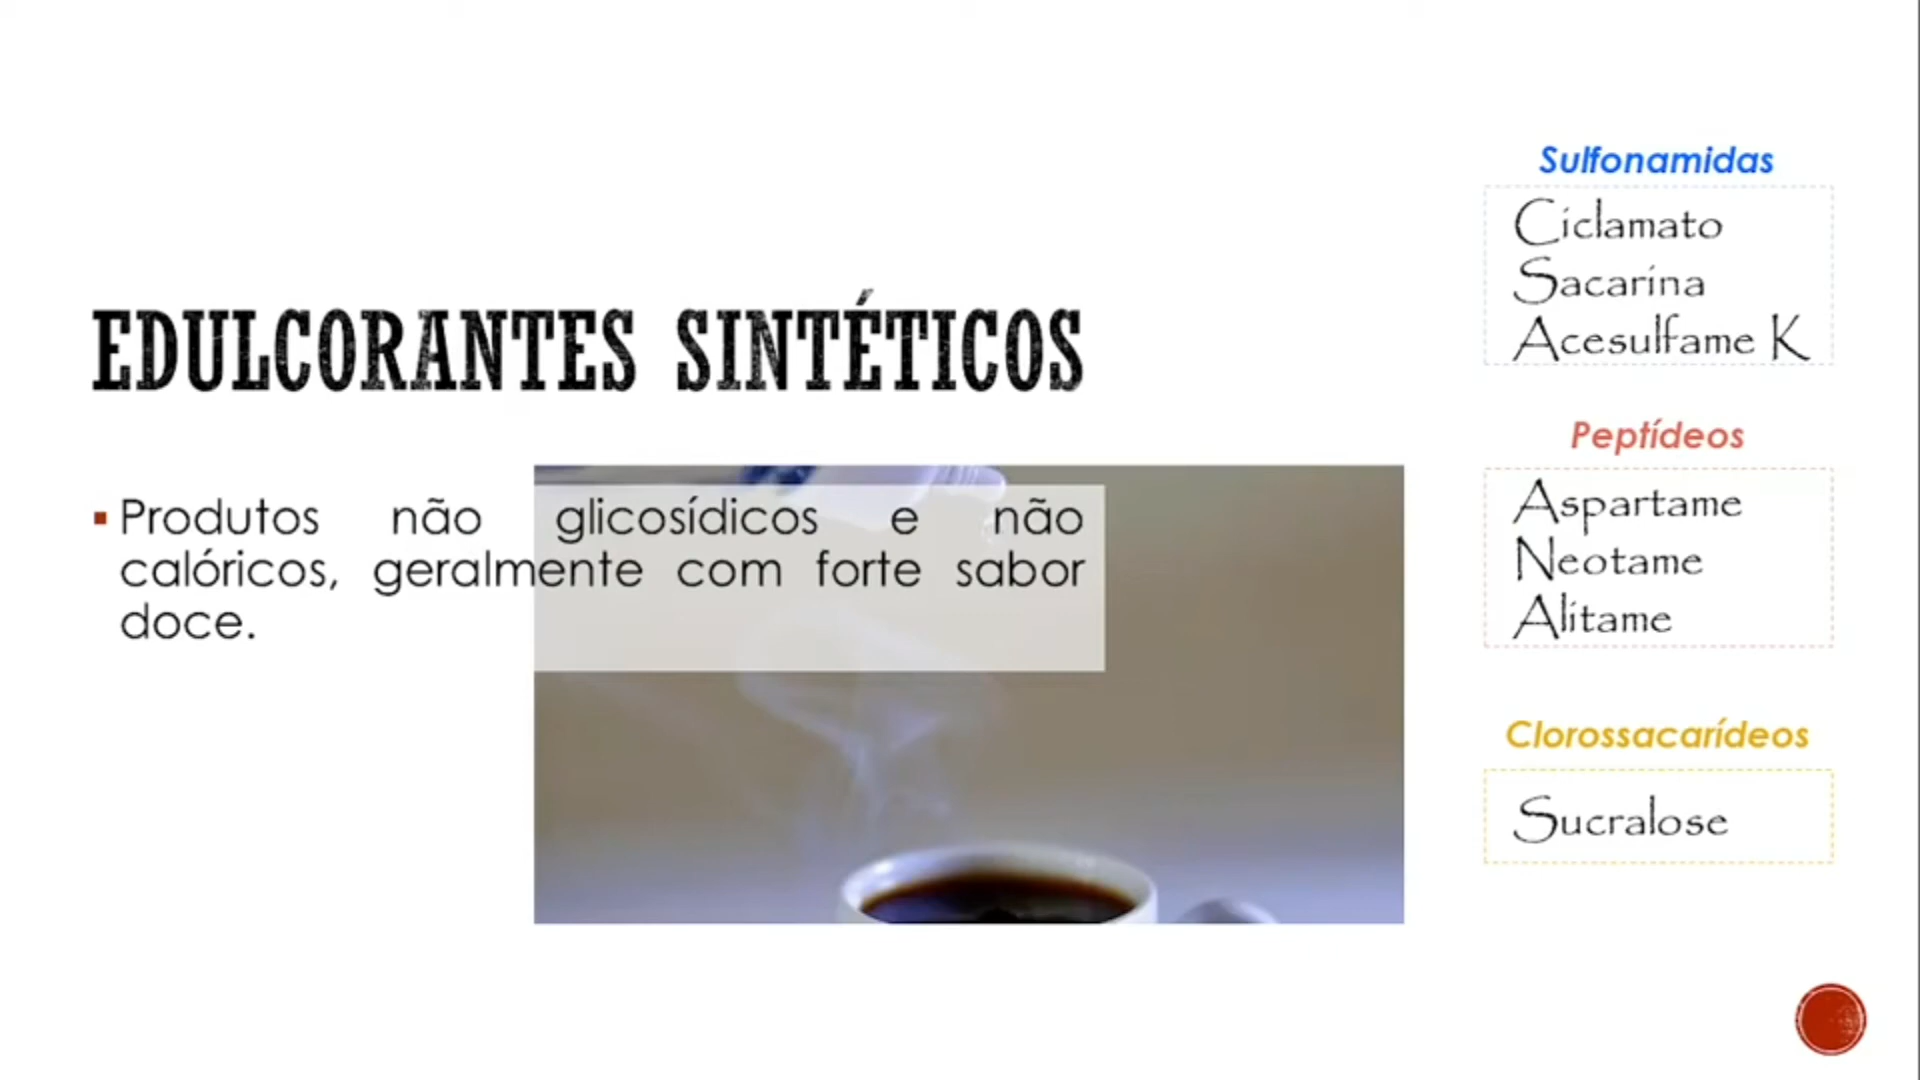 EDULCORANTES SINTÉTICOS
Produtos não glicosídicos e não
calóricos, geralmente com forte sabor
doce.
Sulfonamidas
Ciclamato
Sacarina
Acesulfame K
Peptídeos
Aspartame
Neotame
Alitame
Clorossacarídeos
Sucralose